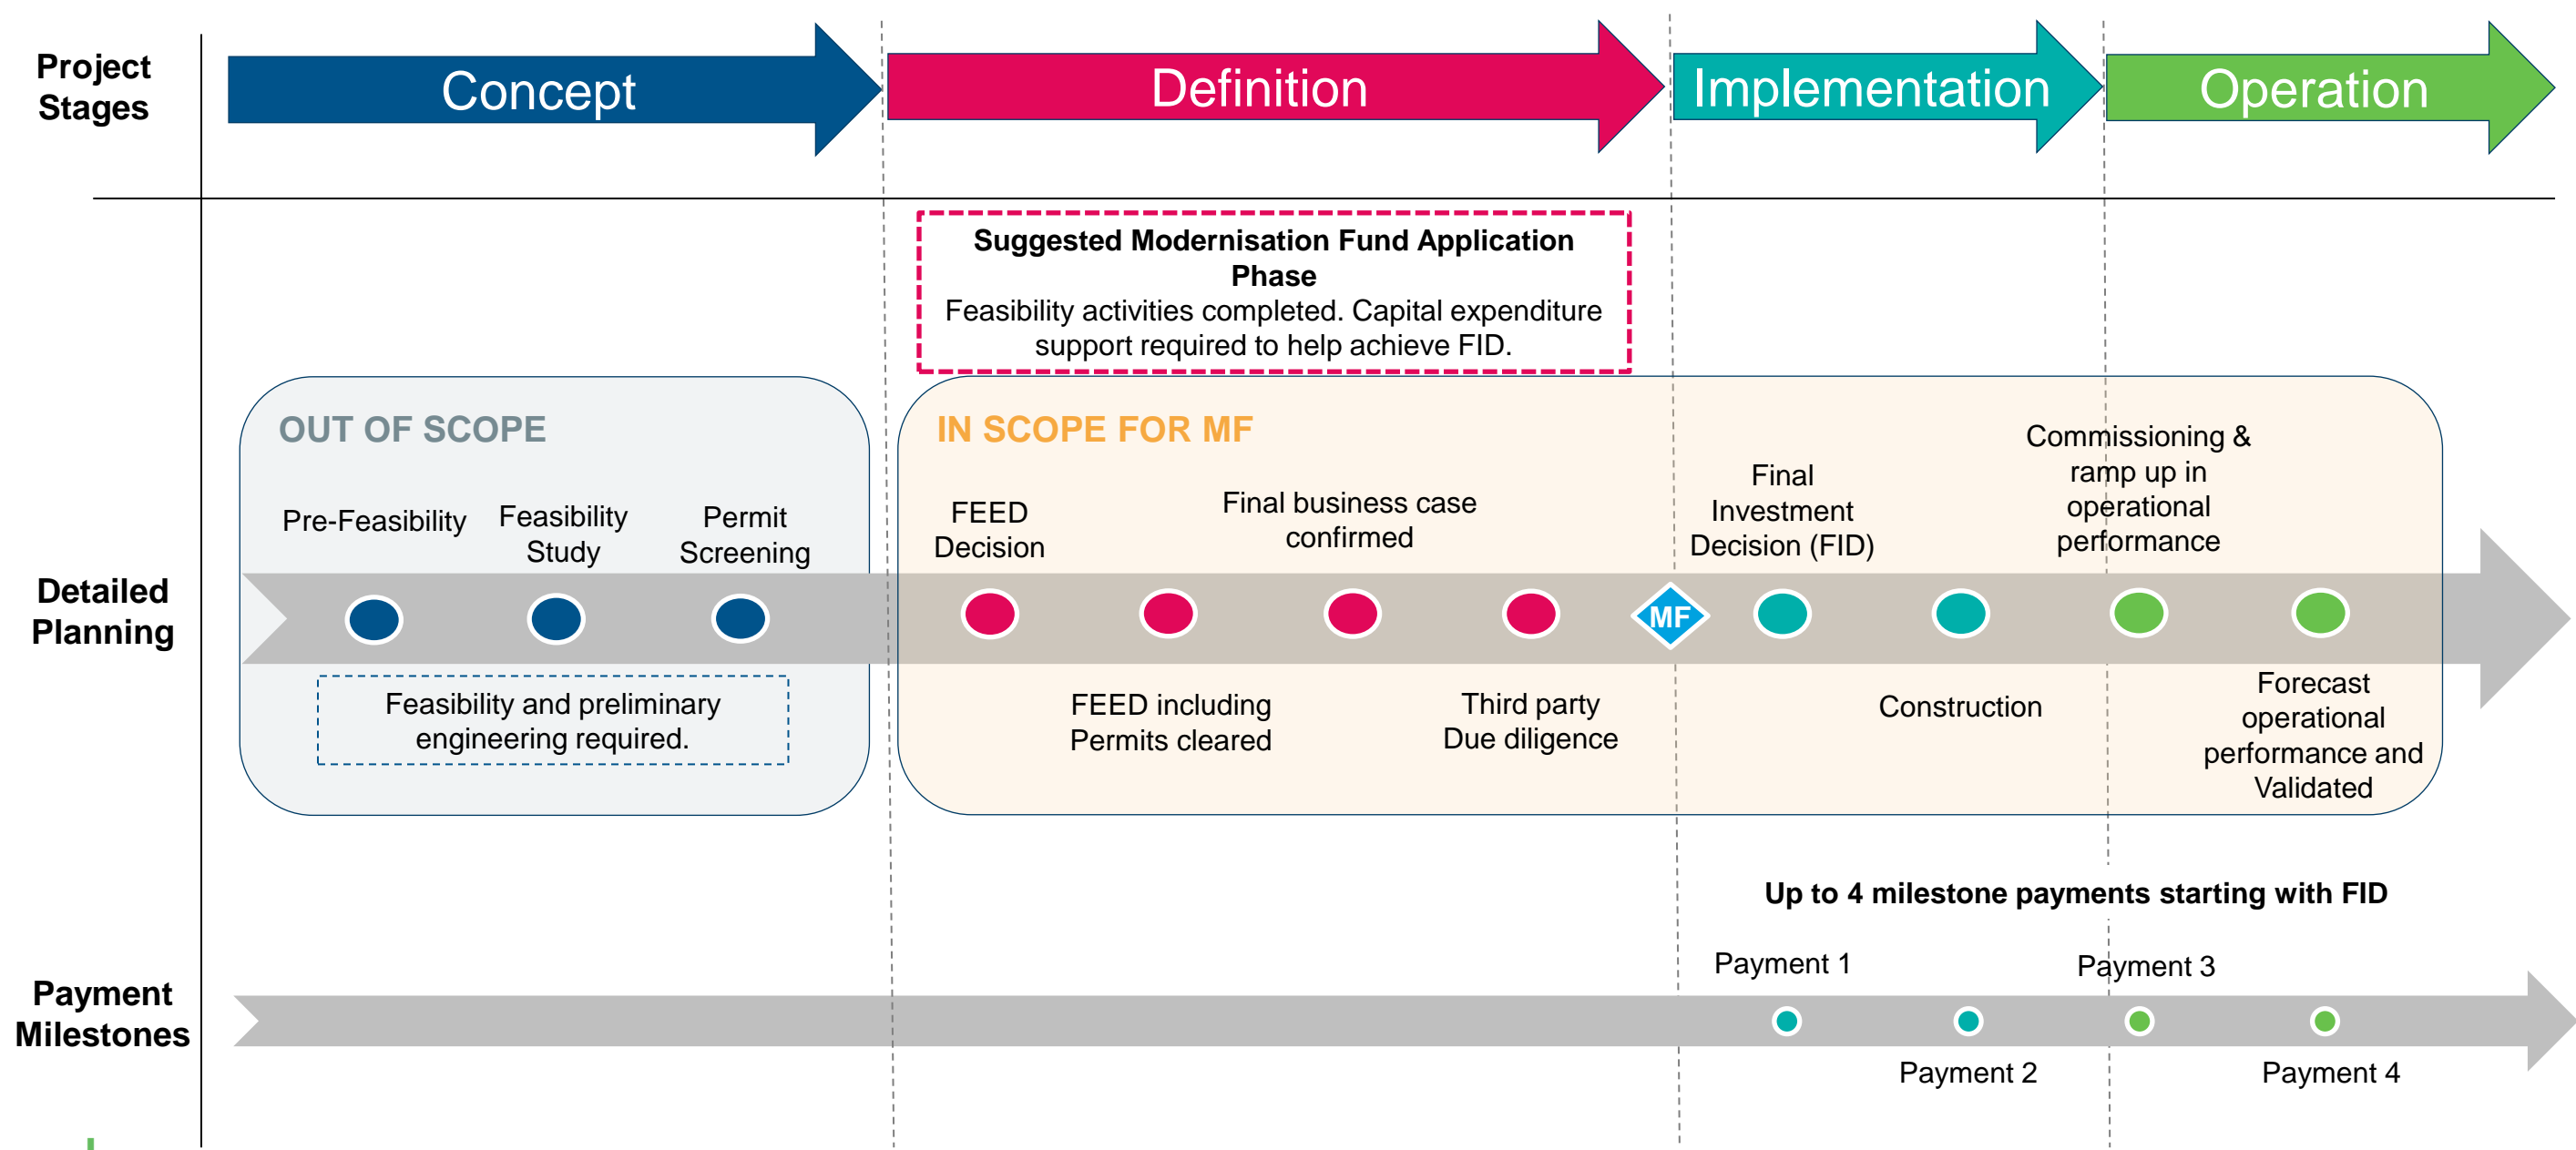 Project
Stages
Concept
Definition
Implementation
Operation
Suggested Modernisation Fund Application
Phase
Feasibility activities completed. Capital expenditure
support required to help achieve FID.
OUT OF SCOPE
IN SCOPE FOR MF
Detailed
Planning
Pre-Feasibility
Feasibility
Study
Permit
Screening
Feasibility and preliminary
engineering required.
FEED
Decision
FEED including
Permits cleared
Final business case
confirmed
Third party
Due diligence
MF
Final
Investment
Decision (FID)
Construction
Commissioning &
ramp up in
operational
performance
Forecast
operational
performance and
Validated
Up to 4 milestone payments starting with FID
Payment
Milestones
Payment 1
Payment 2
Payment 3
Payment 4